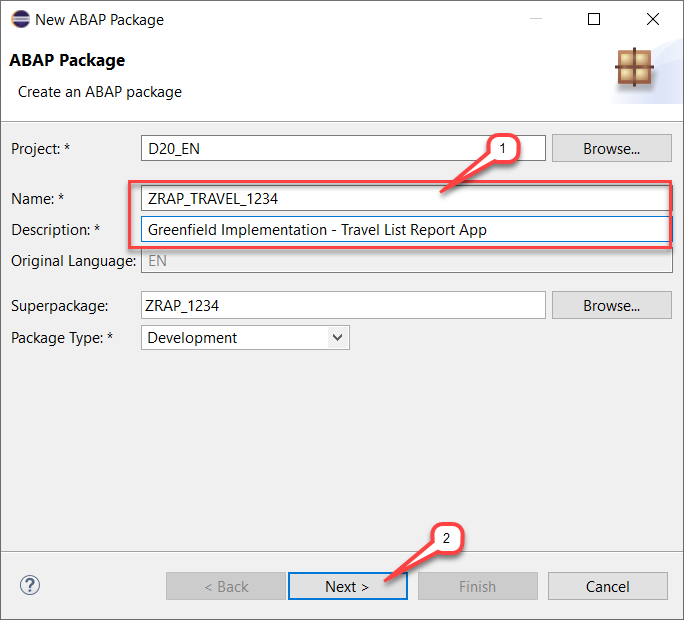 New ABAP Package
ABAP Package
Create an ABAP package
Project: * D20_EN Browse...
1
Name: * ZRAP_TRAVEL_1234
Description: * Greenfield Implementation - Travel List Report App
Original Language: EN
Superpackage: ZRAP_1234 Browse...
Package Type: * Development
2
? < Back Next > Finish Cancel